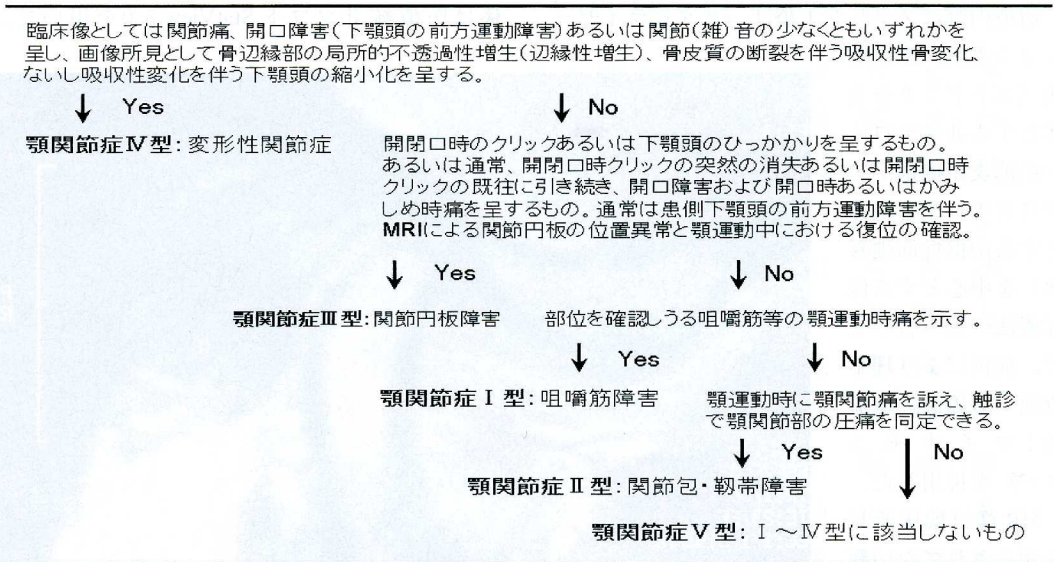 臨床像としては関節痛、開口障害(下顎頭の前方運動障害)あるいは関節(雑)音の少なくともいずれかを
呈し、画像所見として骨辺縁部の局所的不透過性増生(辺縁性増生)、骨皮質の断裂を伴う吸収性骨変化、
ないし吸収性変化を伴う下顎頭の縮小化を呈する。
Yes No
顎関節症Ⅳ型:変形性関節症
開閉口時のクリックあるいは下顎頭のひっかかりを呈するもの。
あるいは通常、開閉口時クリックの突然の消失あるいは開閉口時
クリックの既往に引き続き、開口障害および開口時あるいはかみ
しめ時痛を呈するもの。通常は患側下顎頭の前方運動障害を伴う。
MRIによる関節円板の位置異常と顎運動中における復位の確認。
Yes No
顎関節症Ⅲ型:関節円板障害 部位を確認しうる咀嚼筋等の顎運動時痛を示す。
Yes No
顎関節症Ⅰ型:咀嚼筋障害
顎運動時に顎関節痛を訴え、触診
で顎関節部の圧痛を同定できる。
Yes No
顎関節症Ⅱ型:関節包・靭帯障害
顎関節症Ⅴ型:Ⅰ～Ⅳ型に該当しないもの